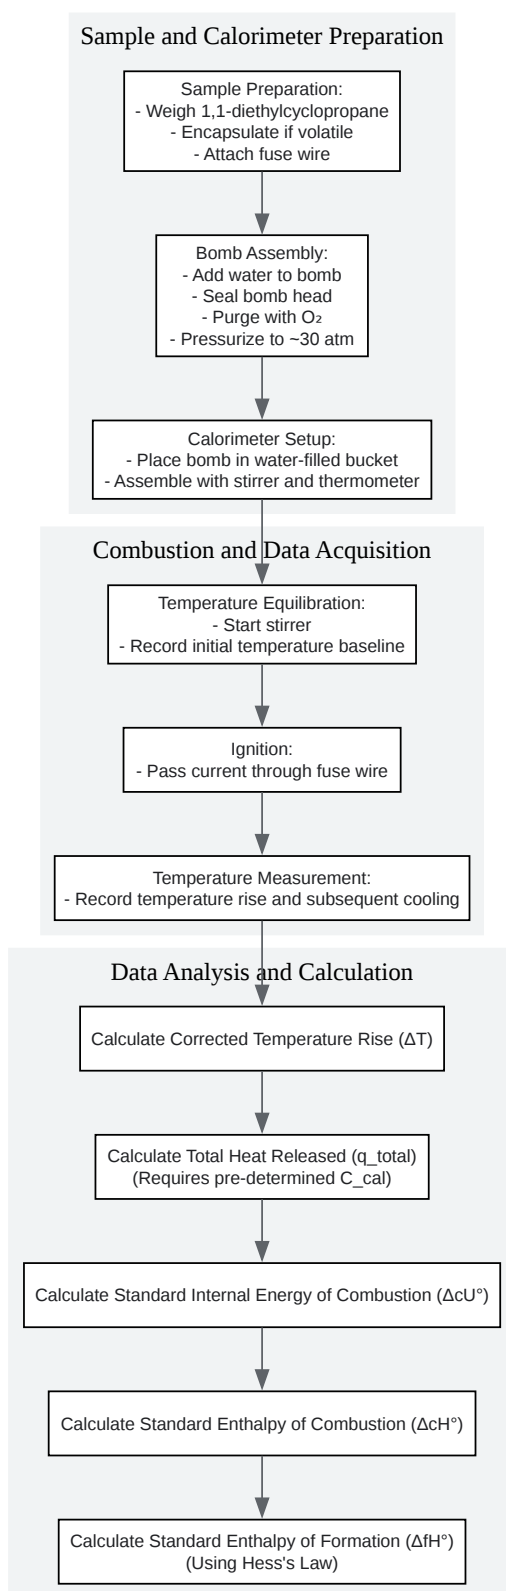 Sample and Calorimeter Preparation
Sample Preparation:
- Weigh 1,1-diethylcyclopropane
- Encapsulate if volatile
- Attach fuse wire
Bomb Assembly:
- Add water to bomb
- Seal bomb head
- Purge with O₂
- Pressurize to ~30 atm
Calorimeter Setup:
- Place bomb in water-filled bucket
- Assemble with stirrer and thermometer
Combustion and Data Acquisition
Temperature Equilibration:
- Start stirrer
- Record initial temperature baseline
Ignition:
- Pass current through fuse wire
Temperature Measurement:
- Record temperature rise and subsequent cooling
Data Analysis and Calculation
Calculate Corrected Temperature Rise (ΔT)
Calculate Total Heat Released (q_total)
(Requires pre-determined C_cal)
Calculate Standard Internal Energy of Combustion (ΔcU°)
Calculate Standard Enthalpy of Combustion (ΔcH°)
Calculate Standard Enthalpy of Formation (ΔfH°)
(Using Hess's Law)